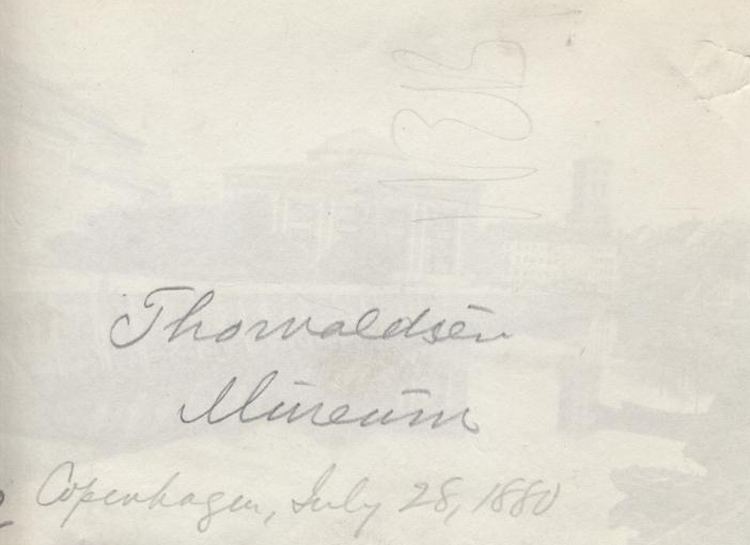 Thorwaldsen
Museum
Copenhagen, July 28, 1880